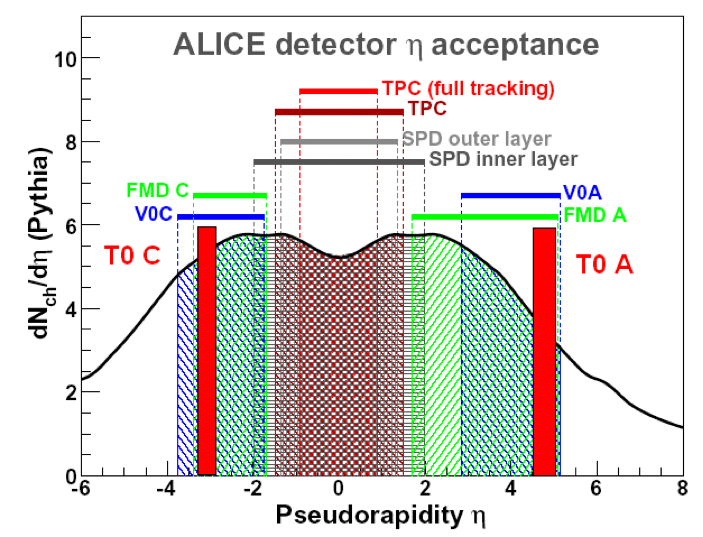 ALICE detector η acceptance
10
TPC (full tracking)
TPC
8
SPD outer layer
SPD inner layer
FMD C
V0A
V0C
FMD A
6
T0 C
T0 A
dNch/dη (Pythia)
4
2
0
-6 -4 -2 0 2 4 6 8
Pseudorapidity η